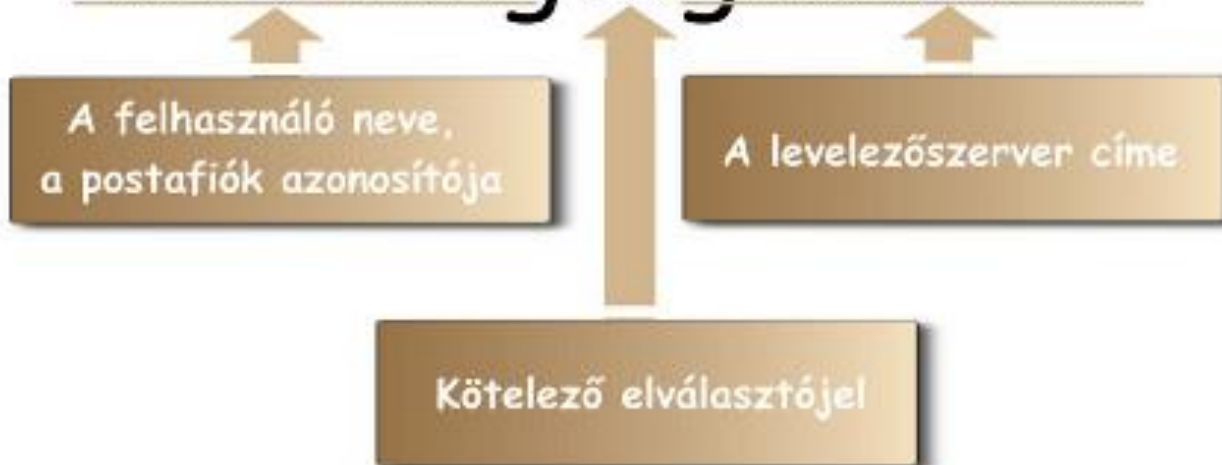 A felhasználó neve,
a postafiók azonosítója
A levelezőszerver címe
Kötelező elválasztójel